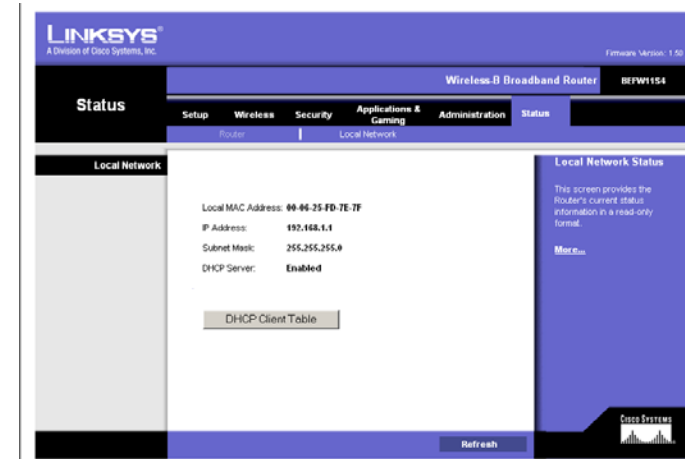 LINKSYS®
A Division of Cisco Systems, Inc.
Firmware Version: 1.50
Wireless-B Broadband Router BEFW11S4
Status
Setup Wireless Security Applications & Gaming Administration Status
Router Local Network
Local Network
Local MAC Address: 00-06-25-FD-7E-7F
IP Address: 192.168.1.1
Subnet Mask: 255.255.255.0
DHCP Server: Enabled
DHCP Client Table
Local Network Status
This screen provides the
Router's current status
information in a read-only
format.
More...
CISCO SYSTEMS
Refresh